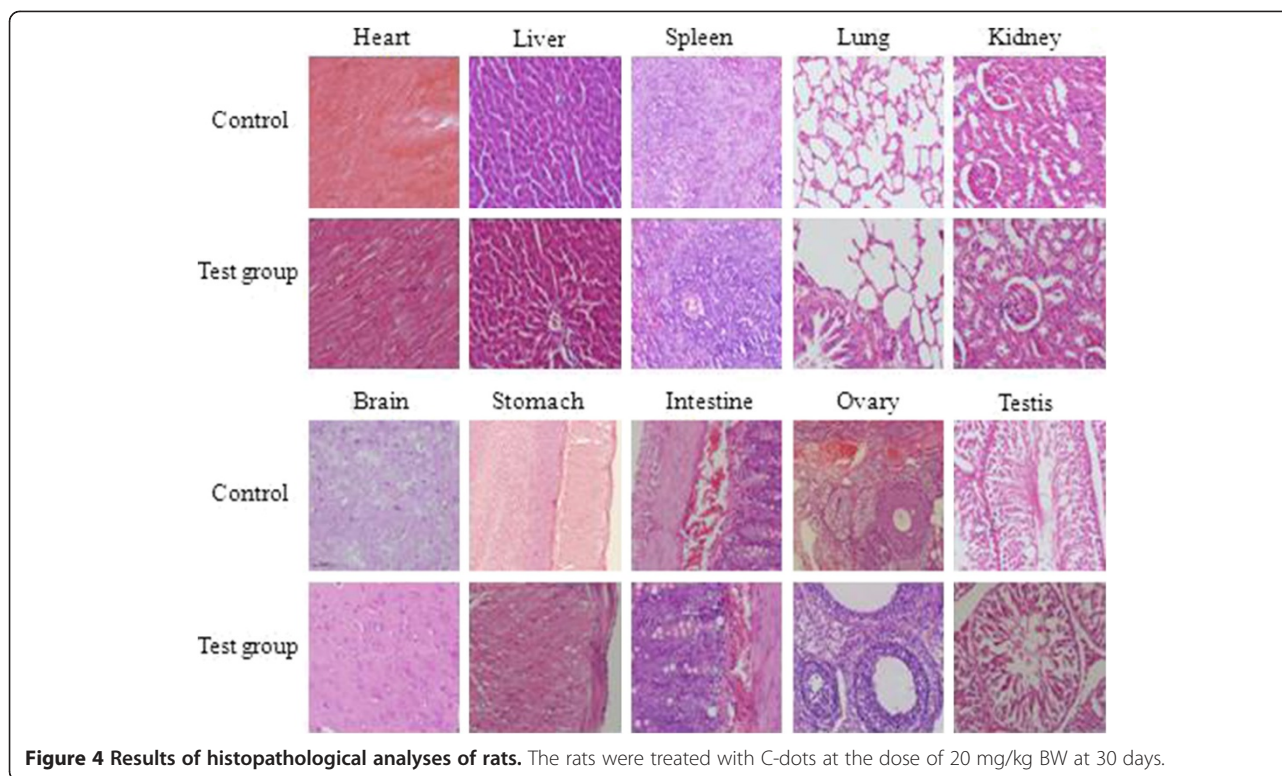 Heart Liver Spleen Lung Kidney
Control
Test group
Brain Stomach Intestine Ovary Testis
Control
Test group
Figure 4 Results of histopathological analyses of rats. The rats were treated with C-dots at the dose of 20 mg/kg BW at 30 days.